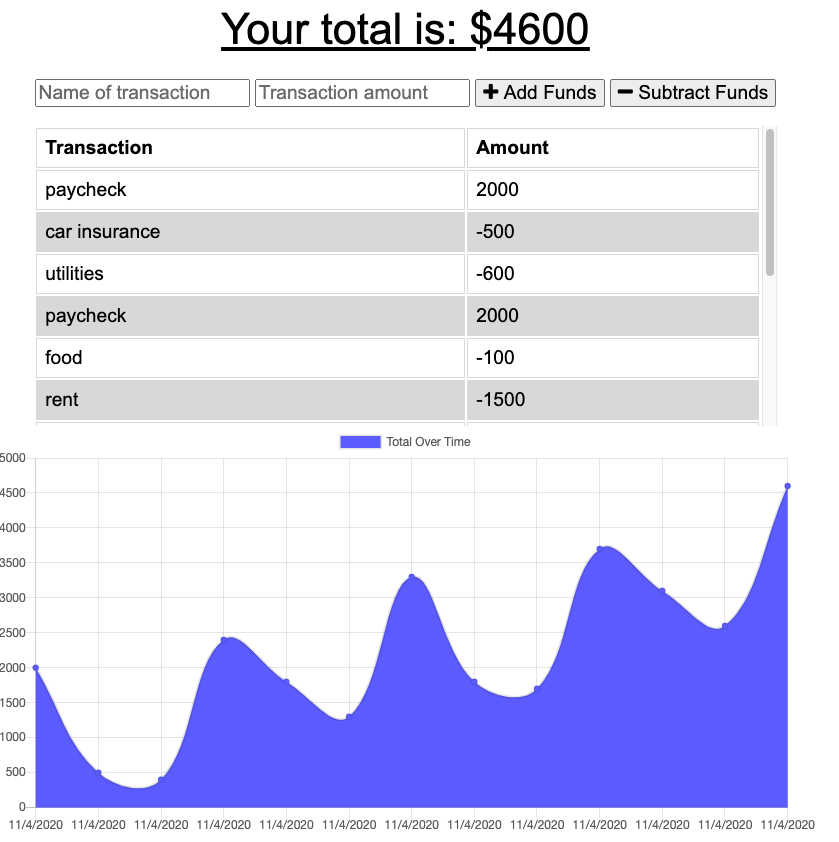 Your total is: $4600
Name of transaction Transaction amount + Add Funds − Subtract Funds
Transaction Amount
paycheck 2000
car insurance -500
utilities -600
paycheck 2000
food -100
rent -1500
Total Over Time
5000
4500
4000
3500
3000
2500
2000
1500
1000
500
0
11/4/2020 11/4/2020 11/4/2020 11/4/2020 11/4/2020 11/4/2020 11/4/2020 11/4/2020 11/4/2020 11/4/2020 11/4/2020 11/4/2020 11/4/2020